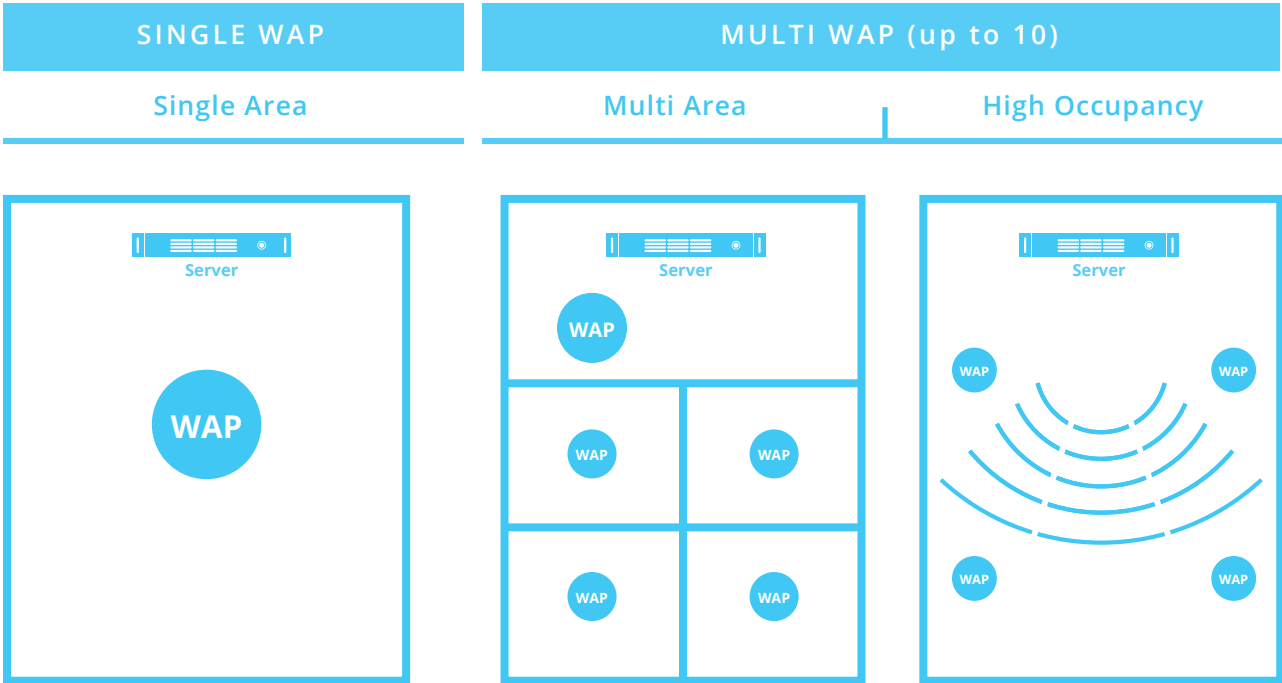 SINGLE WAP
MULTI WAP (up to 10)
Single Area
Multi Area
High Occupancy
Server
WAP
Server
WAP
WAP
WAP
WAP
WAP
Server
WAP
WAP
WAP
WAP